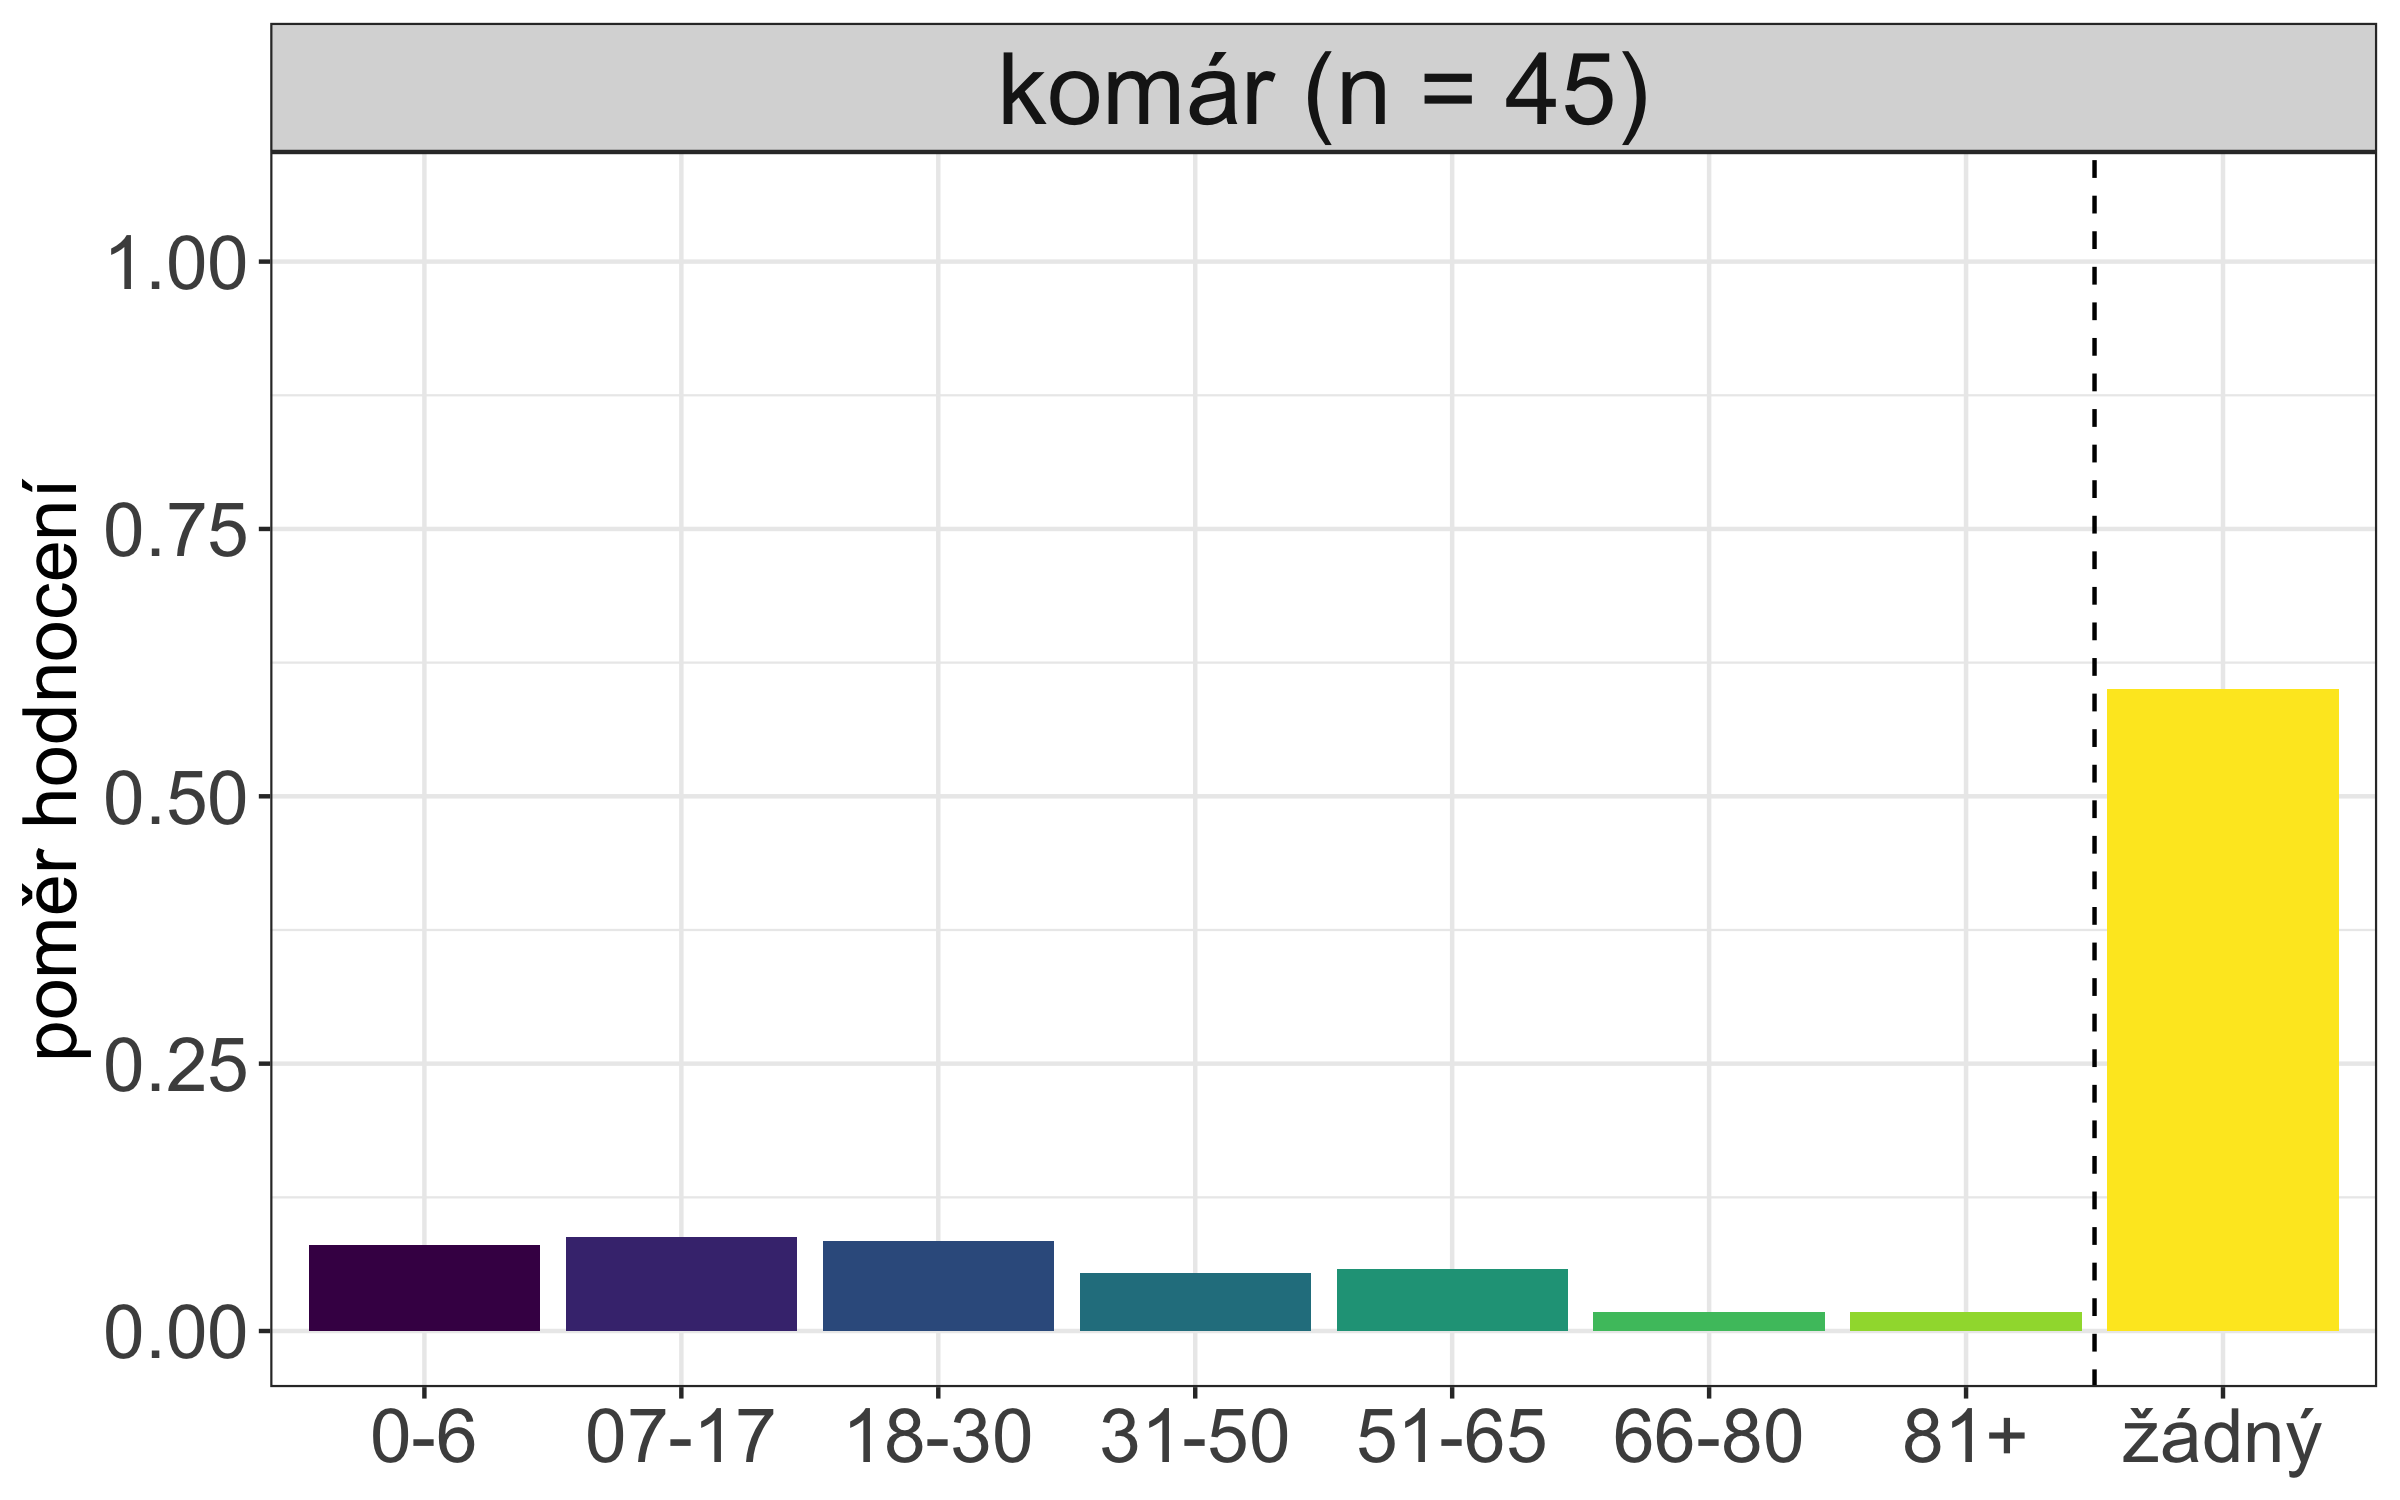 komár (n = 45)
poměr hodnocení
1.00
0.75
0.50
0.25
0.00
0-6 07-17 18-30 31-50 51-65 66-80 81+ žádný